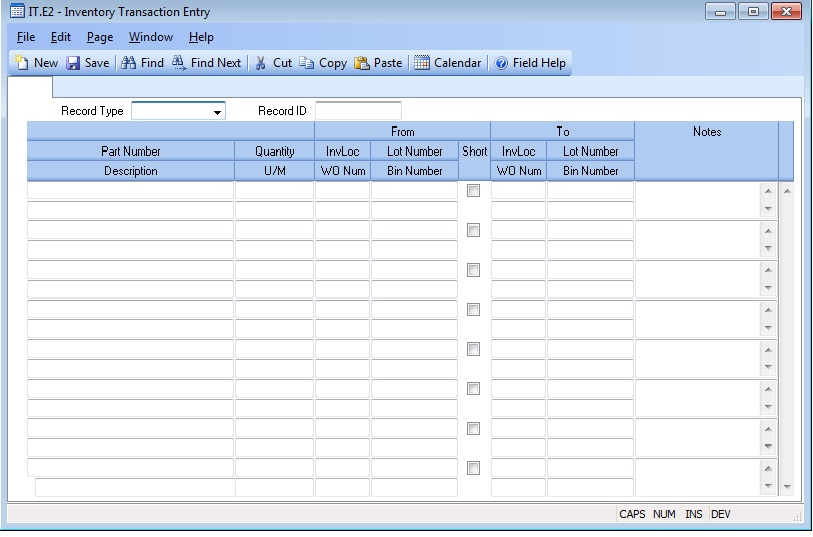 IT.E2 - Inventory Transaction Entry
File Edit Page Window Help
New Save Find Find Next Cut Copy Paste Calendar Field Help
Record Type Record ID
From To Notes
Part Number Quantity InvLoc Lot Number Short InvLoc Lot Number
Description U/M WO Num Bin Number WO Num Bin Number
CAPS NUM INS DEV